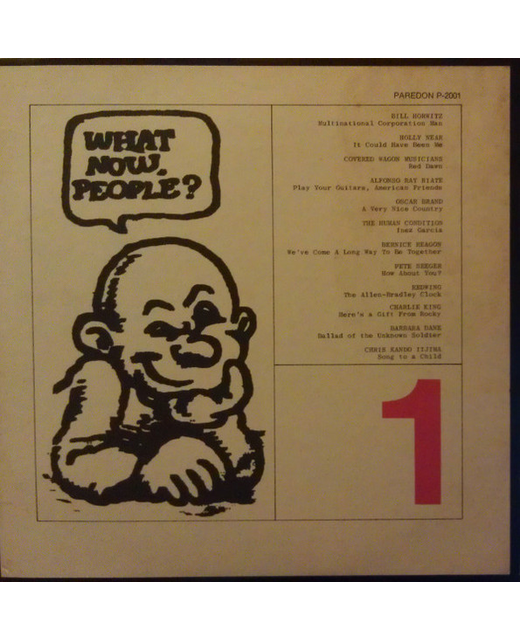 PAREDON P-2001
WHAT
NOW,
PEOPLE?
BILL HORWITZ
Multinational Corporation Man
HOLLY NEAR
It Could Have Been Me
COVERED WAGON MUSICIANS
Red Dawn
ALFONSO RAY RIATE
Play Your Guitars, American Friends
OSCAR BRAND
A Very Nice Country
THE HUMAN CONDITION
Inez Garcia
BERNICE REAGON
We've Come A Long Way To Be Together
PETE SEEGER
How About You?
REDWING
The Allen-Bradley Clock
CHARLIE KING
Here's a Gift From Rocky
BARBARA DANE
Ballad of the Unknown Soldier
CHRIS KANDO IIJIMA
Song to a Child
1